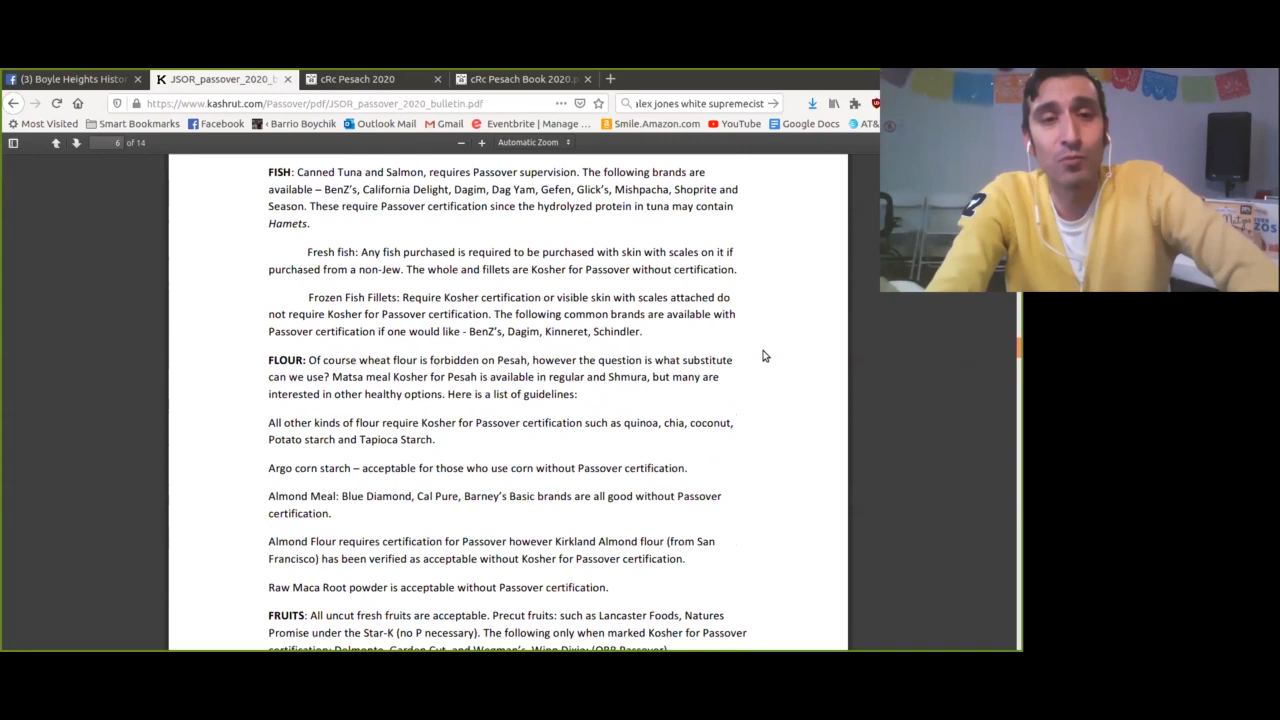 (3) Boyle Heights Histor
JSOR_passover_2020_b
cRc Pesach 2020
cRc Pesach Book 2020.p
https://www.kashrut.com/Passover/pdf/JSOR_passover_2020_bulletin.pdf
alex jones white supremecist
Most Visited
Smart Bookmarks
Facebook
Barrio Boychik
Outlook Mail
Gmail
Eventbrite | Manage ...
Smile.Amazon.com
YouTube
Google Docs
AT&
6 of 14
Automatic Zoom
FISH: Canned Tuna and Salmon, requires Passover supervision. The following brands are
available – BenZ's, California Delight, Dagim, Dag Yam, Gefen, Glick's, Mishpacha, Shoprite and
Season. These require Passover certification since the hydrolyzed protein in tuna may contain
Hamets.
Fresh fish: Any fish purchased is required to be purchased with skin with scales on it if
purchased from a non-Jew. The whole and fillets are Kosher for Passover without certification.
Frozen Fish Fillets: Require Kosher certification or visible skin with scales attached do
not require Kosher for Passover certification. The following common brands are available with
Passover certification if one would like - BenZ's, Dagim, Kinneret, Schindler.
FLOUR: Of course wheat flour is forbidden on Pesah, however the question is what substitute
can we use? Matsa meal Kosher for Pesah is available in regular and Shmura, but many are
interested in other healthy options. Here is a list of guidelines:
All other kinds of flour require Kosher for Passover certification such as quinoa, chia, coconut,
Potato starch and Tapioca Starch.
Argo corn starch – acceptable for those who use corn without Passover certification.
Almond Meal: Blue Diamond, Cal Pure, Barney's Basic brands are all good without Passover
certification.
Almond Flour requires certification for Passover however Kirkland Almond flour (from San
Francisco) has been verified as acceptable without Kosher for Passover certification.
Raw Maca Root powder is acceptable without Passover certification.
FRUITS: All uncut fresh fruits are acceptable. Precut fruits: such as Lancaster Foods, Natures
Promise under the Star-K (no P necessary). The following only when marked Kosher for Passover
certification: Delmonte, Garden Cut, and Wegman's, Winn Dixie: (ORB Passover)